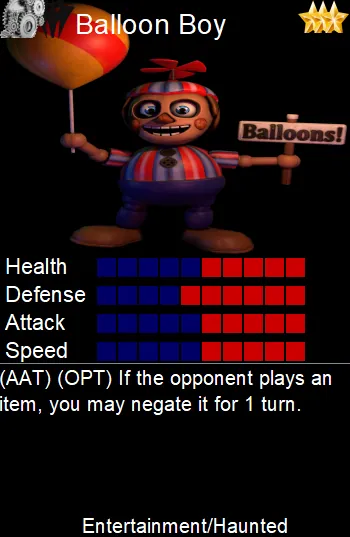 Balloon Boy
Balloons!
Health
Defense
Attack
Speed
(AAT) (OPT) If the opponent plays an
item, you may negate it for 1 turn.
Entertainment/Haunted